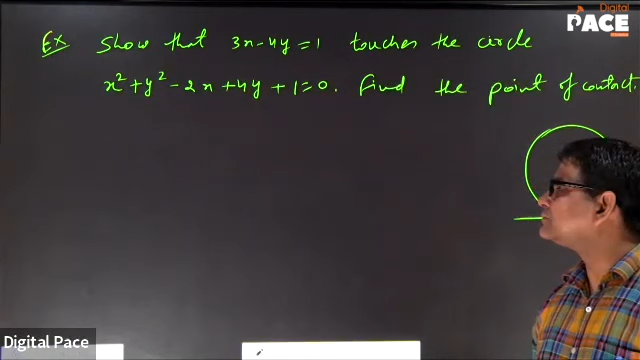 Digital
PACE
Ex Show that 3x-4y=1 touches the circle
x²+y²-2x+4y+1=0. Find the point of contact.
Digital Pace